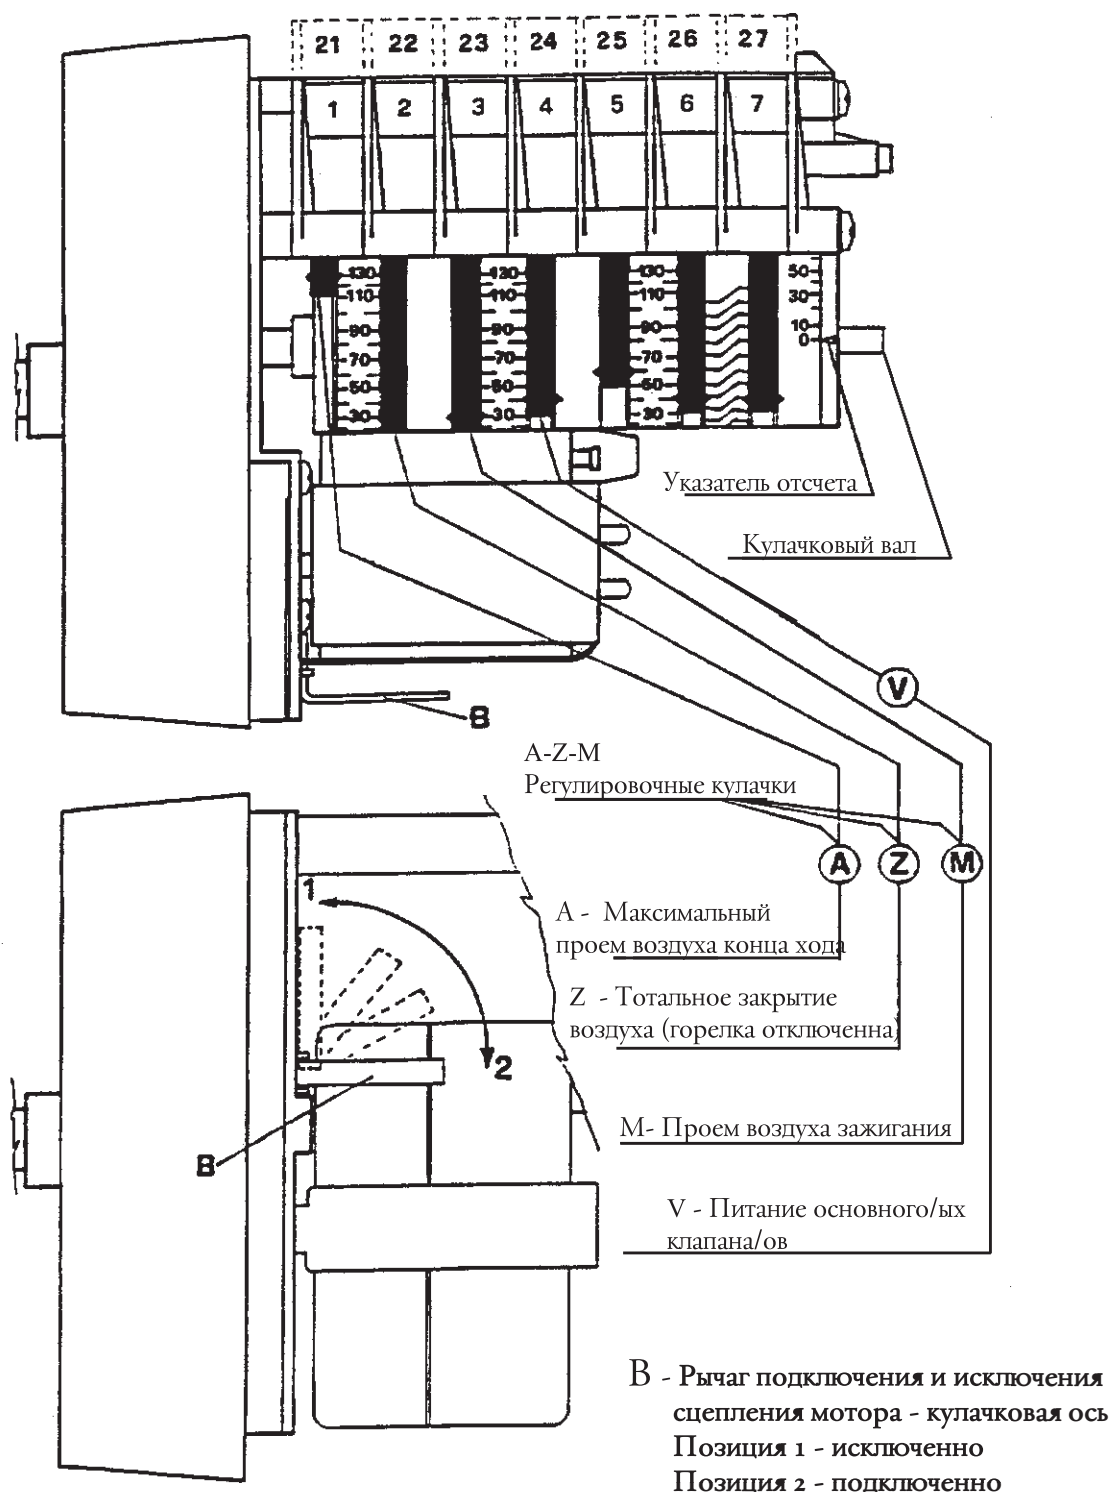 21 22 23 24 25 26 27
1 2 3 4 5 6 7
130 130 130 50
110 110 110 30
90 90 90 10
70 70 70 0
50 50 50
30 30 30
Указатель отсчета
Кулачковый вал
V
B
A-Z-M
Регулировочные кулачки
A Z M
1
A - Максимальный
проем воздуха конца хода
Z - Тотальное закрытие
воздуха (горелка отключенна)
2
M- Проем воздуха зажигания
B
V - Питание основного/ых
клапана/ов
B - Рычаг подключения и исключения
сцепления мотора - кулачковая ось
Позиция 1 - исключенно
Позиция 2 - подключенно